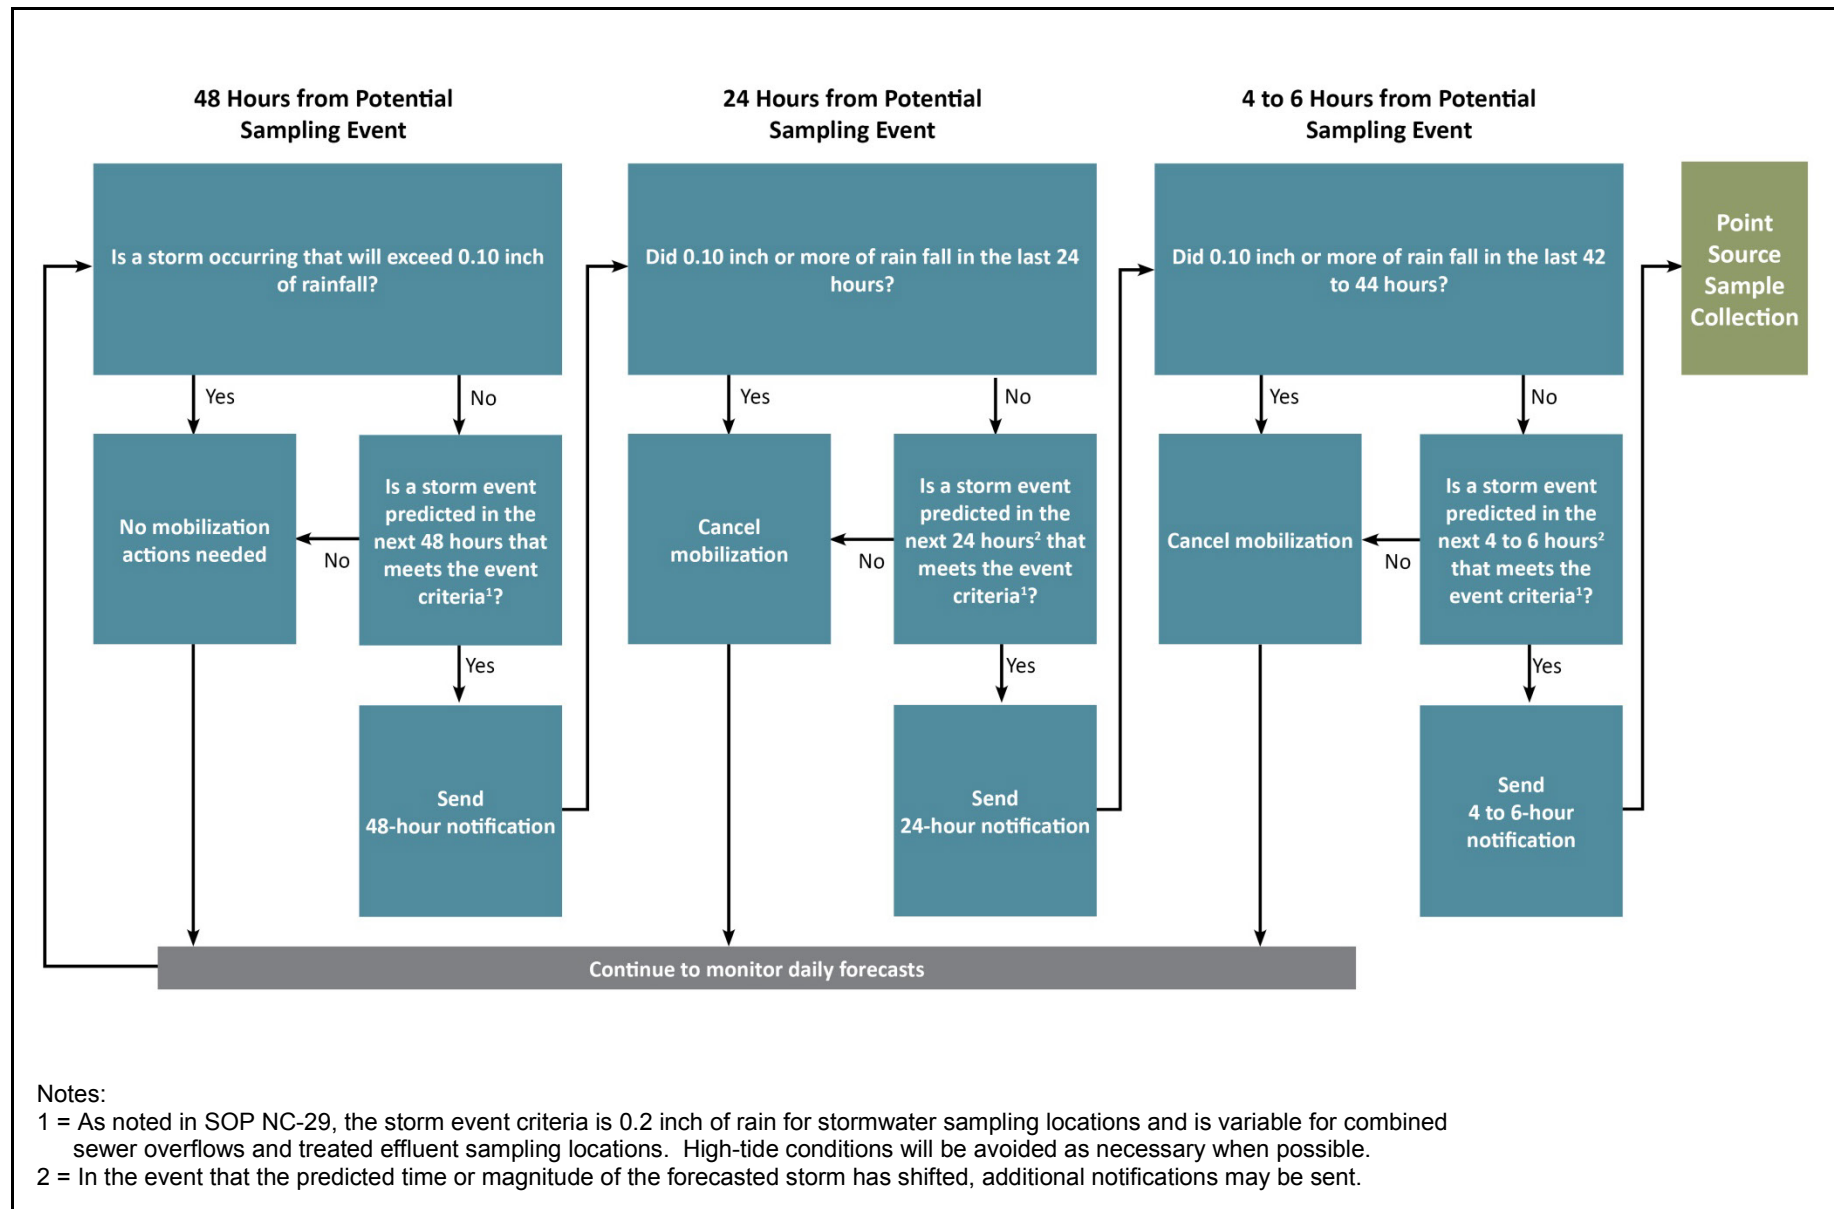 48 Hours from Potential
Sampling Event
Is a storm occurring that will exceed 0.10 inch
of rainfall?
Yes
No
No mobilization
actions needed
No
Is a storm event
predicted in the
next 48 hours that
meets the event
criteria¹?
Yes
Send
48-hour notification
24 Hours from Potential
Sampling Event
Did 0.10 inch or more of rain fall in the last 24
hours?
Yes
No
Cancel
mobilization
No
Is a storm event
predicted in the
next 24 hours² that
meets the event
criteria¹?
Yes
Send
24-hour notification
4 to 6 Hours from Potential
Sampling Event
Did 0.10 inch or more of rain fall in the last 42
to 44 hours?
Yes
No
Cancel mobilization
No
Is a storm event
predicted in the
next 4 to 6 hours²
that meets the
event criteria¹?
Yes
Send
4 to 6-hour
notification
Point
Source
Sample
Collection
Continue to monitor daily forecasts
Notes:
1 = As noted in SOP NC-29, the storm event criteria is 0.2 inch of rain for stormwater sampling locations and is variable for combined
sewer overflows and treated effluent sampling locations.  High-tide conditions will be avoided as necessary when possible.
2 = In the event that the predicted time or magnitude of the forecasted storm has shifted, additional notifications may be sent.